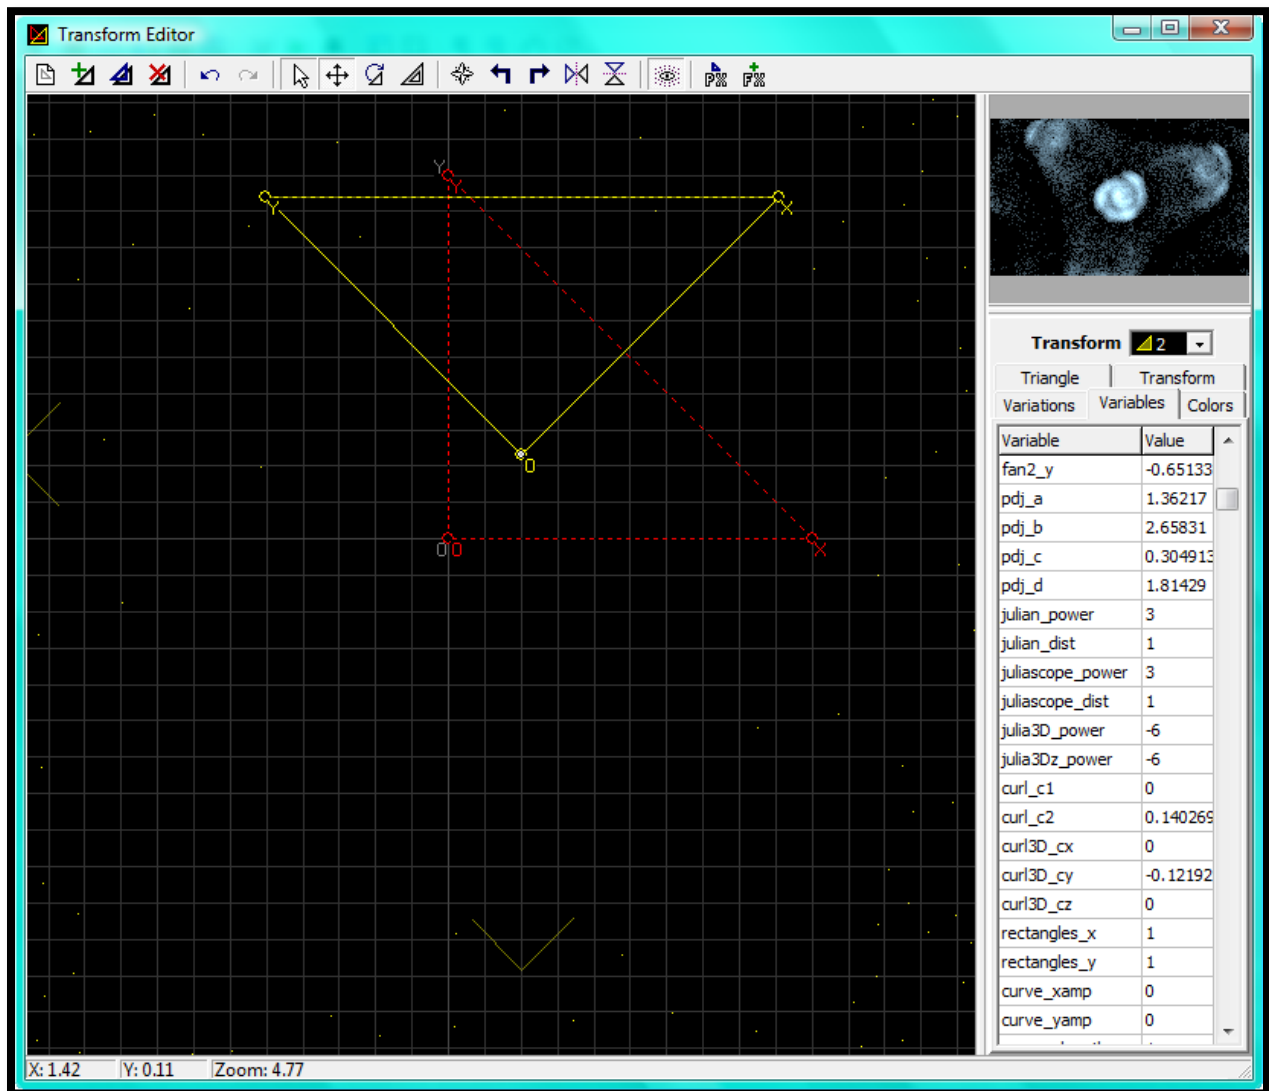 Transform Editor
Y
Y
Y
X
O
O
O
X
Transform 2
Triangle Transform
Variations Variables Colors
Variable Value
fan2_y -0.65133
pdj_a 1.36217
pdj_b 2.65831
pdj_c 0.304913
pdj_d 1.81429
julian_power 3
julian_dist 1
juliascope_power 3
juliascope_dist 1
julia3D_power -6
julia3Dz_power -6
curl_c1 0
curl_c2 0.140269
curl3D_cx 0
curl3D_cy -0.12192
curl3D_cz 0
rectangles_x 1
rectangles_y 1
curve_xamp 0
curve_yamp 0
X: 1.42 Y: 0.11 Zoom: 4.77